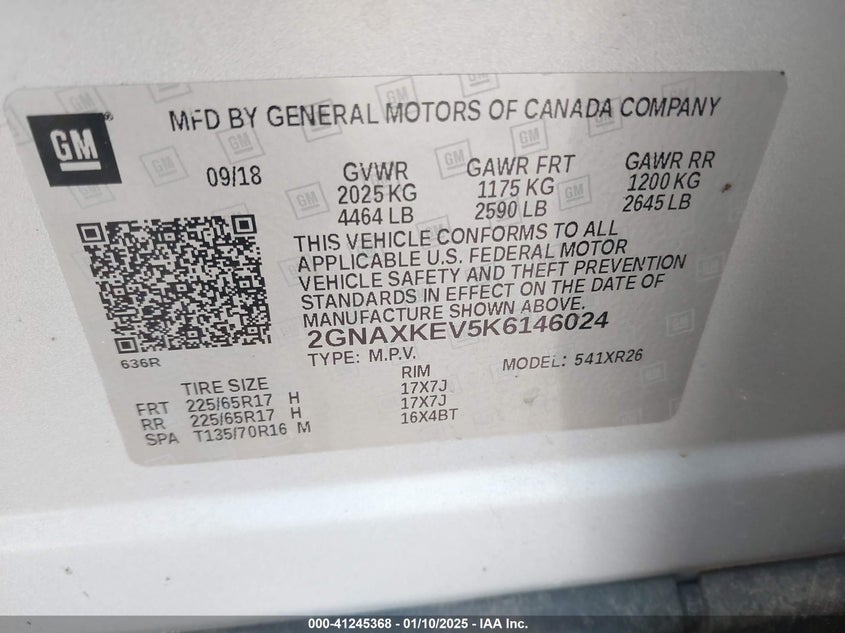 GM
MFD BY GENERAL MOTORS OF CANADA COMPANY
09/18
GVWR
2025 KG
4464 LB
GAWR FRT
1175 KG
2590 LB
GAWR RR
1200 KG
2645 LB
THIS VEHICLE CONFORMS TO ALL
APPLICABLE U.S. FEDERAL MOTOR
VEHICLE SAFETY AND THEFT PREVENTION
STANDARDS IN EFFECT ON THE DATE OF
MANUFACTURE SHOWN ABOVE.
2GNAXKEV5K6146024
636R
TYPE: M.P.V.
MODEL: 541XR26
TIRE SIZE
RIM
FRT 225/65R17 H 17X7J
RR 225/65R17 H 17X7J
SPA T135/70R16 M 16X4BT
000-41245368 - 01/10/2025 - IAA Inc.